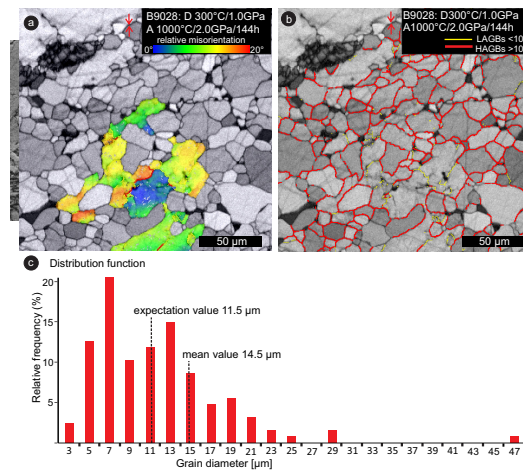 a
B9028: D 300°C/1.0GPa
A 1000°C/2.0GPa/144h
relative misorientation
0° 20°
50 µm
b
B9028: D 300°C/1.0GPa
A1000°C/2.0GPa/144h
LAGBs <10
HAGBs >10
50 µm
c Distribution function
Relative frequency (%)
20
15
10
5
expectation value 11.5 µm
mean value 14.5 µm
3 5 7 9 11 13 15 17 19 21 23 25 27 29 31 33 35 37 39 41 43 45 47
Grain diameter [µm]